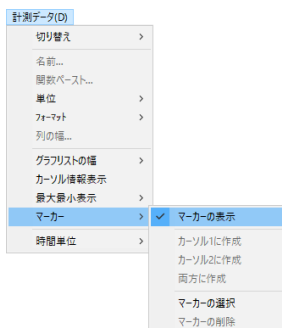 計測データ(D)
切り替え
名前...
関数ペースト...
単位
フォーマット
列の幅...
グラフリストの幅
カーソル情報表示
最大最小表示
マーカー
マーカーの表示
時間単位
カーソル1に作成
カーソル2に作成
両方に作成
マーカーの選択
マーカーの削除